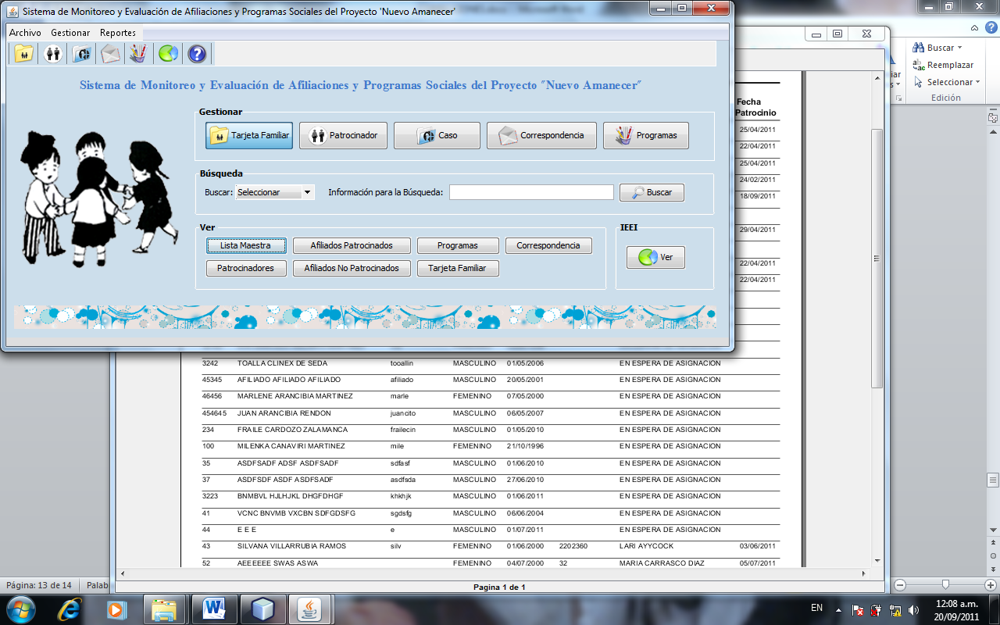 Sistema de Monitoreo y Evaluación de Afiliaciones y Programas Sociales del Proyecto 'Nuevo Amanecer'
Archivo Gestionar Reportes
Sistema de Monitoreo y Evaluación de Afiliaciones y Programas Sociales del Proyecto "Nuevo Amanecer"
Gestionar
Tarjeta Familiar Patrocinador Caso Correspondencia Programas
Búsqueda
Buscar: Seleccionar Información para la Búsqueda: Buscar
Ver
Lista Maestra Afiliados Patrocinados Programas Correspondencia
Patrocinadores Afiliados No Patrocinados Tarjeta Familiar
IEEI
Ver
Buscar
Reemplazar
Seleccionar
Edición
Fecha
Patrocinio
25/04/2011
22/04/2011
25/04/2011
24/02/2011
18/09/2011
29/04/2011
22/04/2011
22/04/2011
3242 TOALLA CLINEX DE SEDA tooallin MASCULINO 01/05/2006 EN ESPERA DE ASIGNACION
45345 AFILIADO AFILIADO AFILIADO afiliado MASCULINO 20/05/2001 EN ESPERA DE ASIGNACION
46456 MARLENE ARANCIBIA MARTINEZ marle FEMENINO 07/05/2000 EN ESPERA DE ASIGNACION
454645 JUAN ARANCIBIA RENDON juancito MASCULINO 06/05/2007 EN ESPERA DE ASIGNACION
234 FRAILE CARDOZO ZALAMANCA frailecin MASCULINO 01/05/2010 EN ESPERA DE ASIGNACION
100 MILENKA CANAVIRI MARTINEZ mile FEMENINO 21/10/1996 EN ESPERA DE ASIGNACION
35 ASDFSADF ADSF ASDFSADF sdfasf MASCULINO 01/06/2010 EN ESPERA DE ASIGNACION
37 ASDFSDF ASDF ASDFSADF asdfsda MASCULINO 27/06/2010 EN ESPERA DE ASIGNACION
3223 BNMBVL HJLHJKL DHGFDHGF khkhjk MASCULINO 01/06/2011 EN ESPERA DE ASIGNACION
41 VCNC BNVMB VXCBN SDFGDSFG sgdsfg MASCULINO 06/06/2004 EN ESPERA DE ASIGNACION
44 E E E e MASCULINO 01/07/2011 EN ESPERA DE ASIGNACION
43 SILVANA VILLARRUBIA RAMOS silv FEMENINO 01/06/2000 2202360 LARI AYYCOCK 03/06/2011
52 AEEEEEE SWAS ASWA FEMENINO 04/07/2000 32 MARIA CARRASCO DIAZ 05/07/2011
Pagina 1 de 1
Página: 13 de 14 Palab
EN 12:08 a.m.
20/09/2011